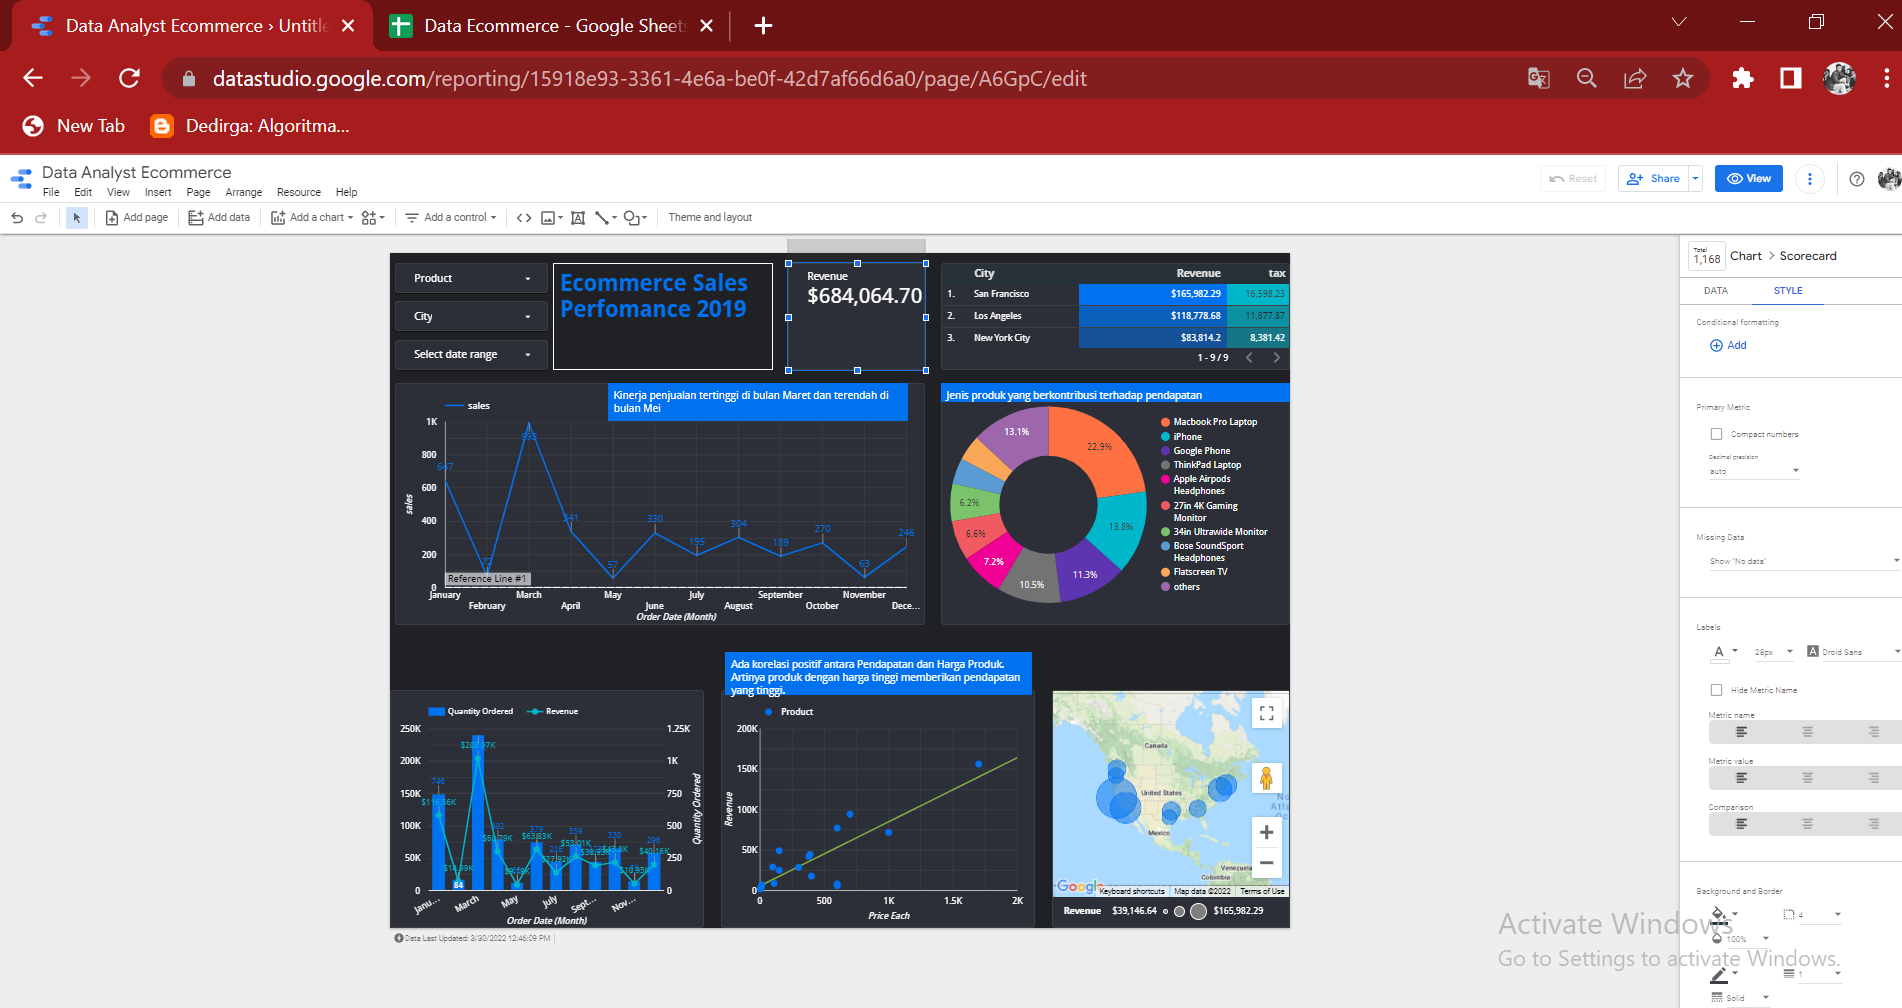 Data Analyst Ecommerce › Untitle
Data Ecommerce - Google Sheets
datastudio.google.com/reporting/15918e93-3361-4e6a-be0f-42d7af66d6a0/page/A6GpC/edit
New Tab
Dedirga: Algoritma...
Data Analyst Ecommerce
File Edit View Insert Page Arrange Resource Help
Reset
Share
View
Add page
Add data
Add a chart
Add a control
Theme and layout
Product
City
Select date range
Ecommerce Sales
Perfomance 2019
Revenue
$684,064.70
City Revenue tax
1. San Francisco $165,982.29 16,598.23
2. Los Angeles $118,778.68 11,877.87
3. New York City $83,814.2 8,381.42
1 - 9 / 9
Kinerja penjualan tertinggi di bulan Maret dan terendah di
bulan Mei
sales
1K
800
600
400
200
0
sales
647
993
341
57
330
195
304
189
270
63
246
Reference Line #1
January
February
March
April
May
June
July
August
September
October
November
Dece...
Order Date (Month)
Jenis produk yang berkontribusi terhadap pendapatan
22.9%
13.8%
11.3%
10.5%
7.2%
6.6%
6.2%
13.1%
Macbook Pro Laptop
iPhone
Google Phone
ThinkPad Laptop
Apple Airpods
Headphones
27in 4K Gaming
Monitor
34in Ultrawide Monitor
Bose SoundSport
Headphones
Flatscreen TV
others
Quantity Ordered
Revenue
250K
200K
150K
100K
50K
0
1.25K
1K
750
500
250
0
Quantity Ordered
748
84
379
359
330
Janu...
March
May
July
Sept...
Nov...
Order Date (Month)
Ada korelasi positif antara Pendapatan dan Harga Produk.
Artinya produk dengan harga tinggi memberikan pendapatan
yang tinggi.
Product
200K
150K
100K
50K
0
Revenue
0
500
1K
1.5K
2K
Price Each
Canada
United States
Mexico
Venezuela
Colombia
Google
Keyboard shortcuts
Map data ©2022
Terms of Use
Revenue $39,146.64 $165,982.29
Data Last Updated: 3/30/2022 12:46:09 PM
Total
1,168
Chart > Scorecard
DATA
STYLE
Conditional formatting
Add
Primary Metric
Compact numbers
Decimal precision
auto
Missing Data
Show "No data"
Labels
A
28px
A
Droid Sans
Hide Metric Name
Metric name
Metric value
Comparison
Background and Border
4
100%
1
Solid
Activate Windows
Go to Settings to activate Windows.